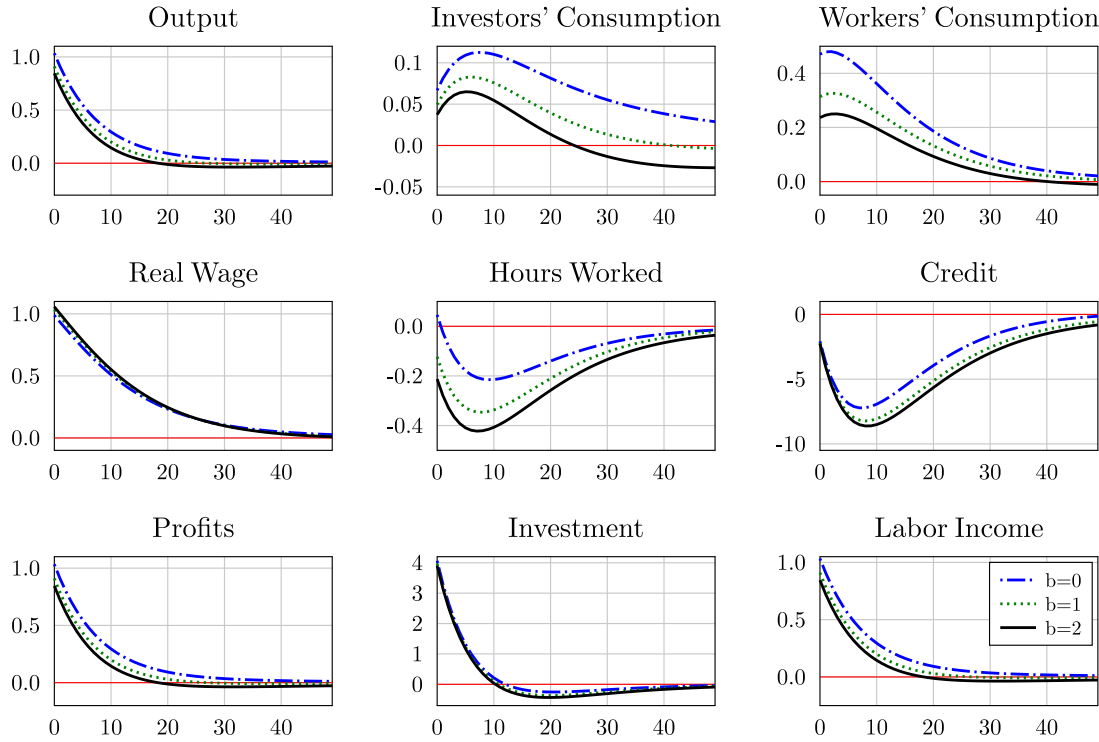 Output
Investors' Consumption
Workers' Consumption
1.0
0.5
0.0
0 10 20 30 40
0.1
0.05
0.0
-0.05
0 10 20 30 40
0.4
0.2
0.0
0 10 20 30 40
Real Wage
Hours Worked
Credit
1.0
0.5
0.0
0 10 20 30 40
0.0
-0.2
-0.4
0 10 20 30 40
0
-5
-10
0 10 20 30 40
Profits
Investment
Labor Income
1.0
0.5
0.0
0 10 20 30 40
4
3
2
1
0
0 10 20 30 40
1.0
0.5
0.0
0 10 20 30 40
b=0
b=1
b=2